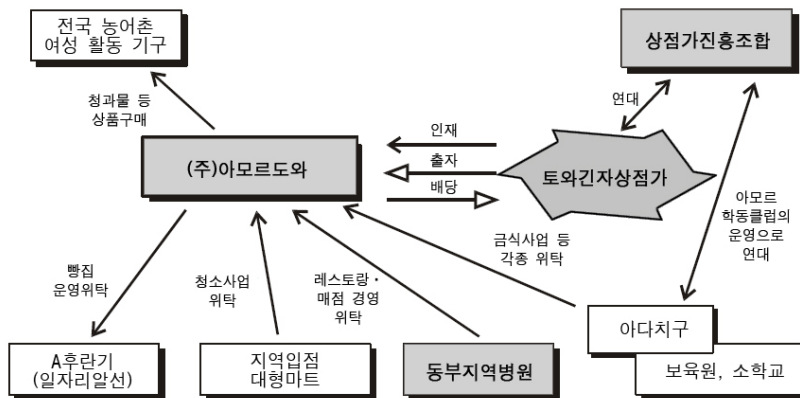 전국 농어촌
여성 활동 기구
상점가진흥조합
청과물 등
상품구매
연대
인재
(주)아모르도와
출자
토와긴자상점가
배당
아모르
학동클럽의
운영으로
연대
금식사업 등
각종 위탁
빵집
운영위탁
청소사업
위탁
레스토랑·
매점 경영
위탁
아다치구
A후란기
(일자리알선)
지역입점
대형마트
동부지역병원
보육원, 소학교